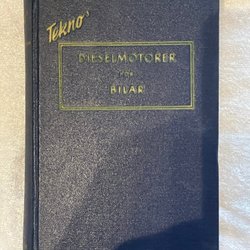 Tekno'
DIESELMOTORER
FÖR
BILAR